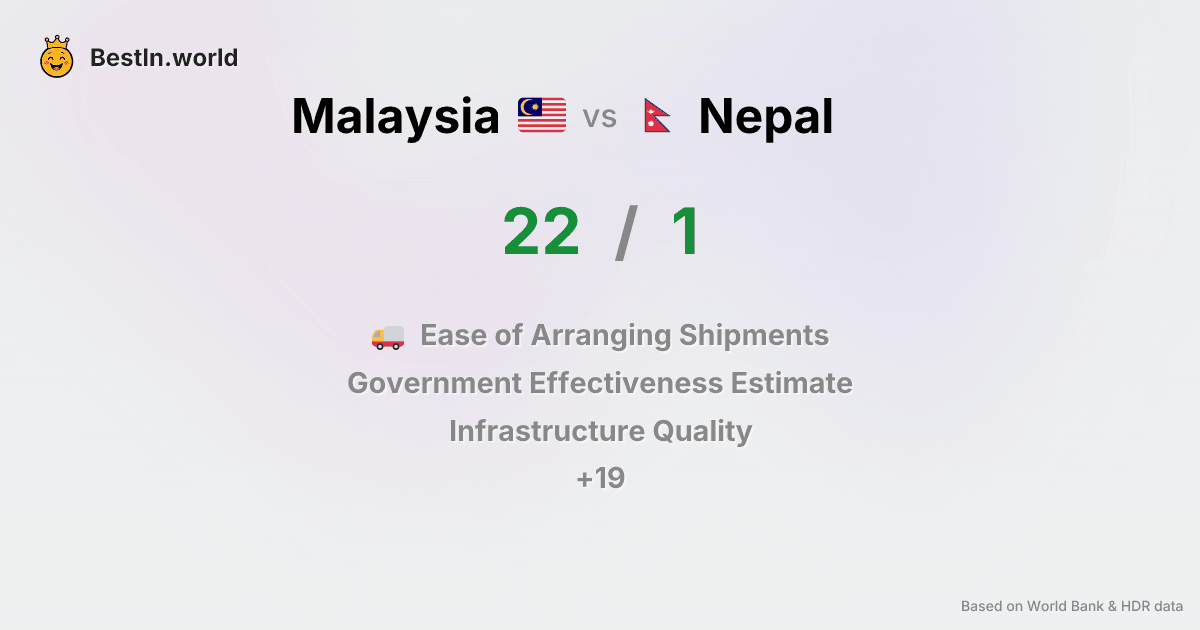 BestIn.world
Malaysia vs Nepal
22 / 1
Ease of Arranging Shipments
Government Effectiveness Estimate
Infrastructure Quality
+19
Based on World Bank & HDR data